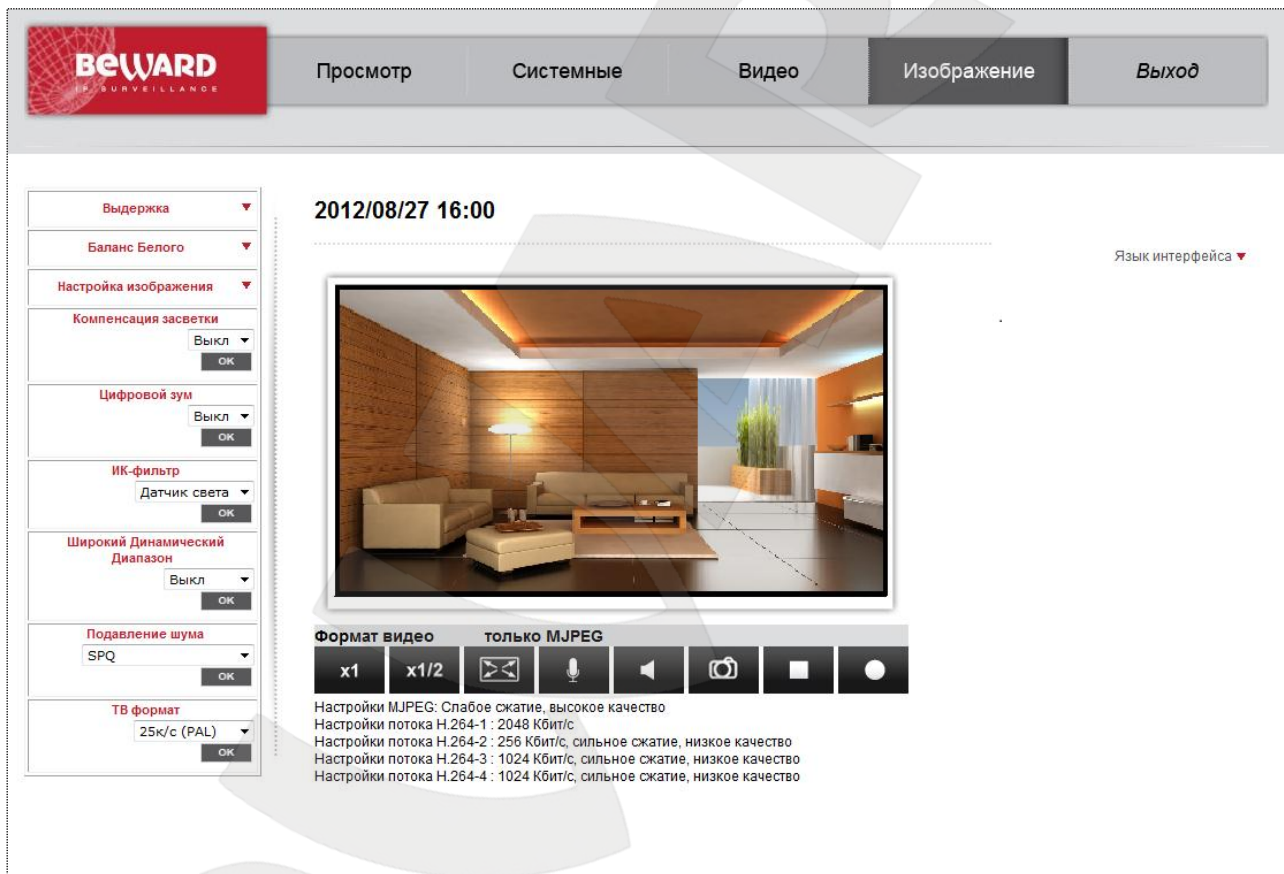 BEWARD
IP SURVEILLANCE
Просмотр
Системные
Видео
Изображение
Выход
Выдержка
Баланс Белого
Настройка изображения
Компенсация засветки
Выкл
OK
Цифровой зум
Выкл
OK
ИК-фильтр
Датчик света
OK
Широкий Динамический
Диапазон
Выкл
OK
Подавление шума
SPQ
OK
ТВ формат
25к/с (PAL)
OK
2012/08/27 16:00
Язык интерфейса
Формат видео только MJPEG
x1
x1/2
Настройки MJPEG: Слабое сжатие, высокое качество
Настройки потока H.264-1 : 2048 Кбит/с
Настройки потока H.264-2 : 256 Кбит/с, сильное сжатие, низкое качество
Настройки потока H.264-3 : 1024 Кбит/с, сильное сжатие, низкое качество
Настройки потока H.264-4 : 1024 Кбит/с, сильное сжатие, низкое качество